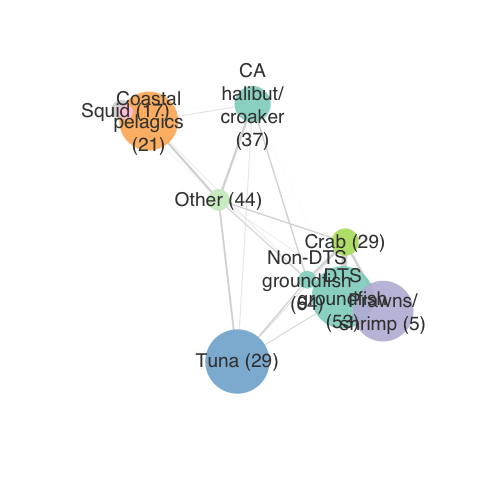 CA
halibut/
croaker
(37)
Coastal
pelagics
(21)
Squid (17)
Other (44)
Crab (29)
Non-DTS
groundfish
(64)
DTS
groundfish
(53)
Prawns/
shrimp (5)
Tuna (29)